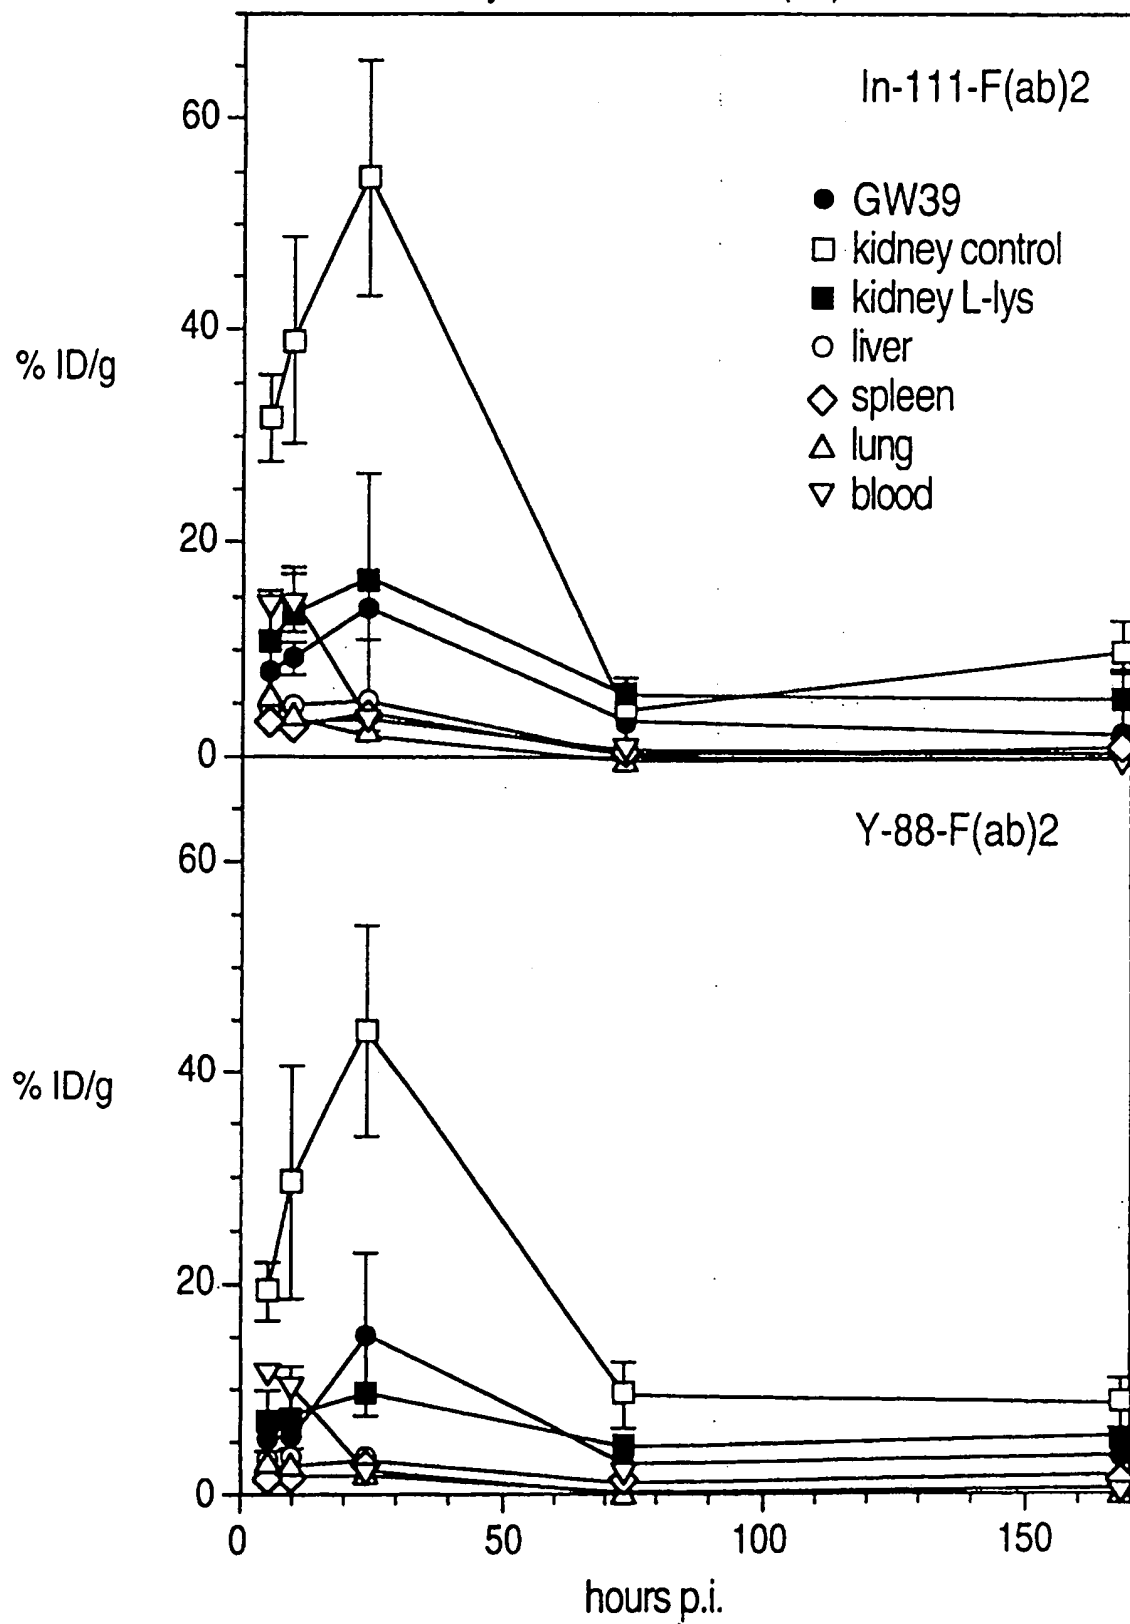 In-111-F(ab)2
60
GW39
kidney control
kidney L-lys
40
% ID/g
liver
spleen
lung
blood
20
0
Y-88-F(ab)2
60
40
% ID/g
20
0
0 50 100 150
hours p.i.